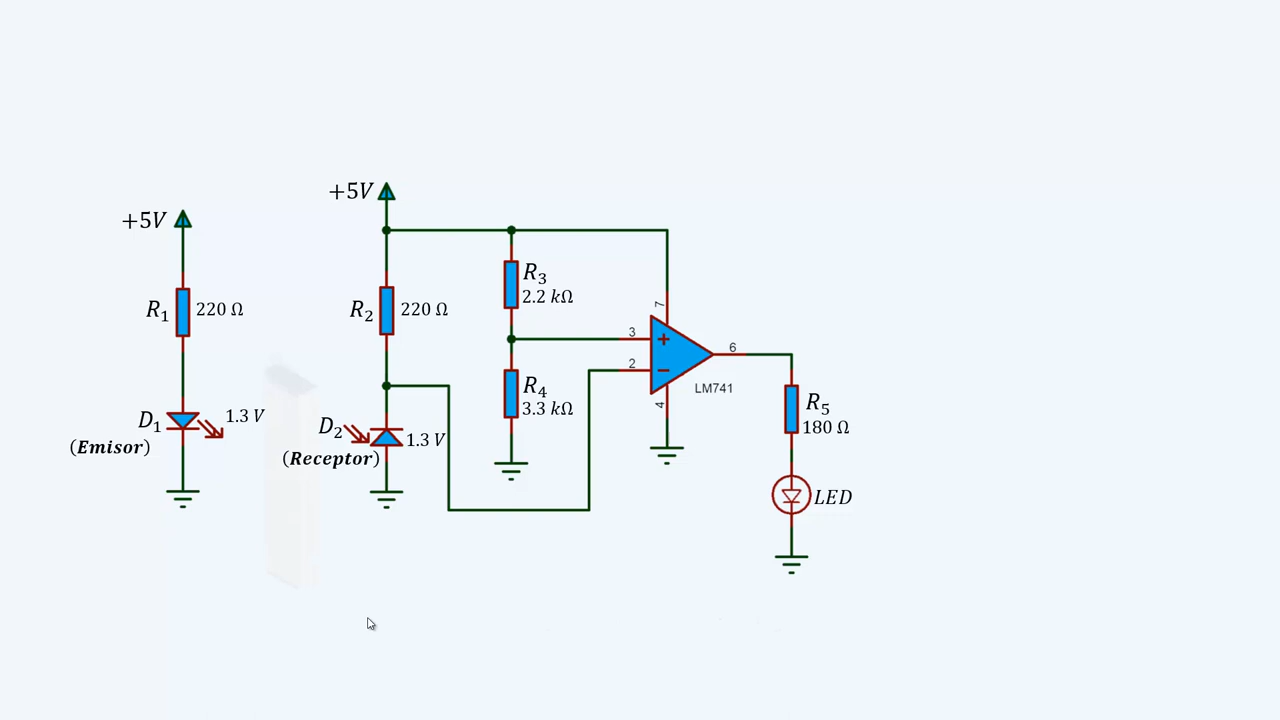 +5V
R1 220 Ω
D1 1.3 V
(Emisor)
+5V
R2 220 Ω
D2 1.3 V
(Receptor)
R3
2.2 kΩ
R4
3.3 kΩ
3
2
7
4
6
LM741
R5
180 Ω
LED